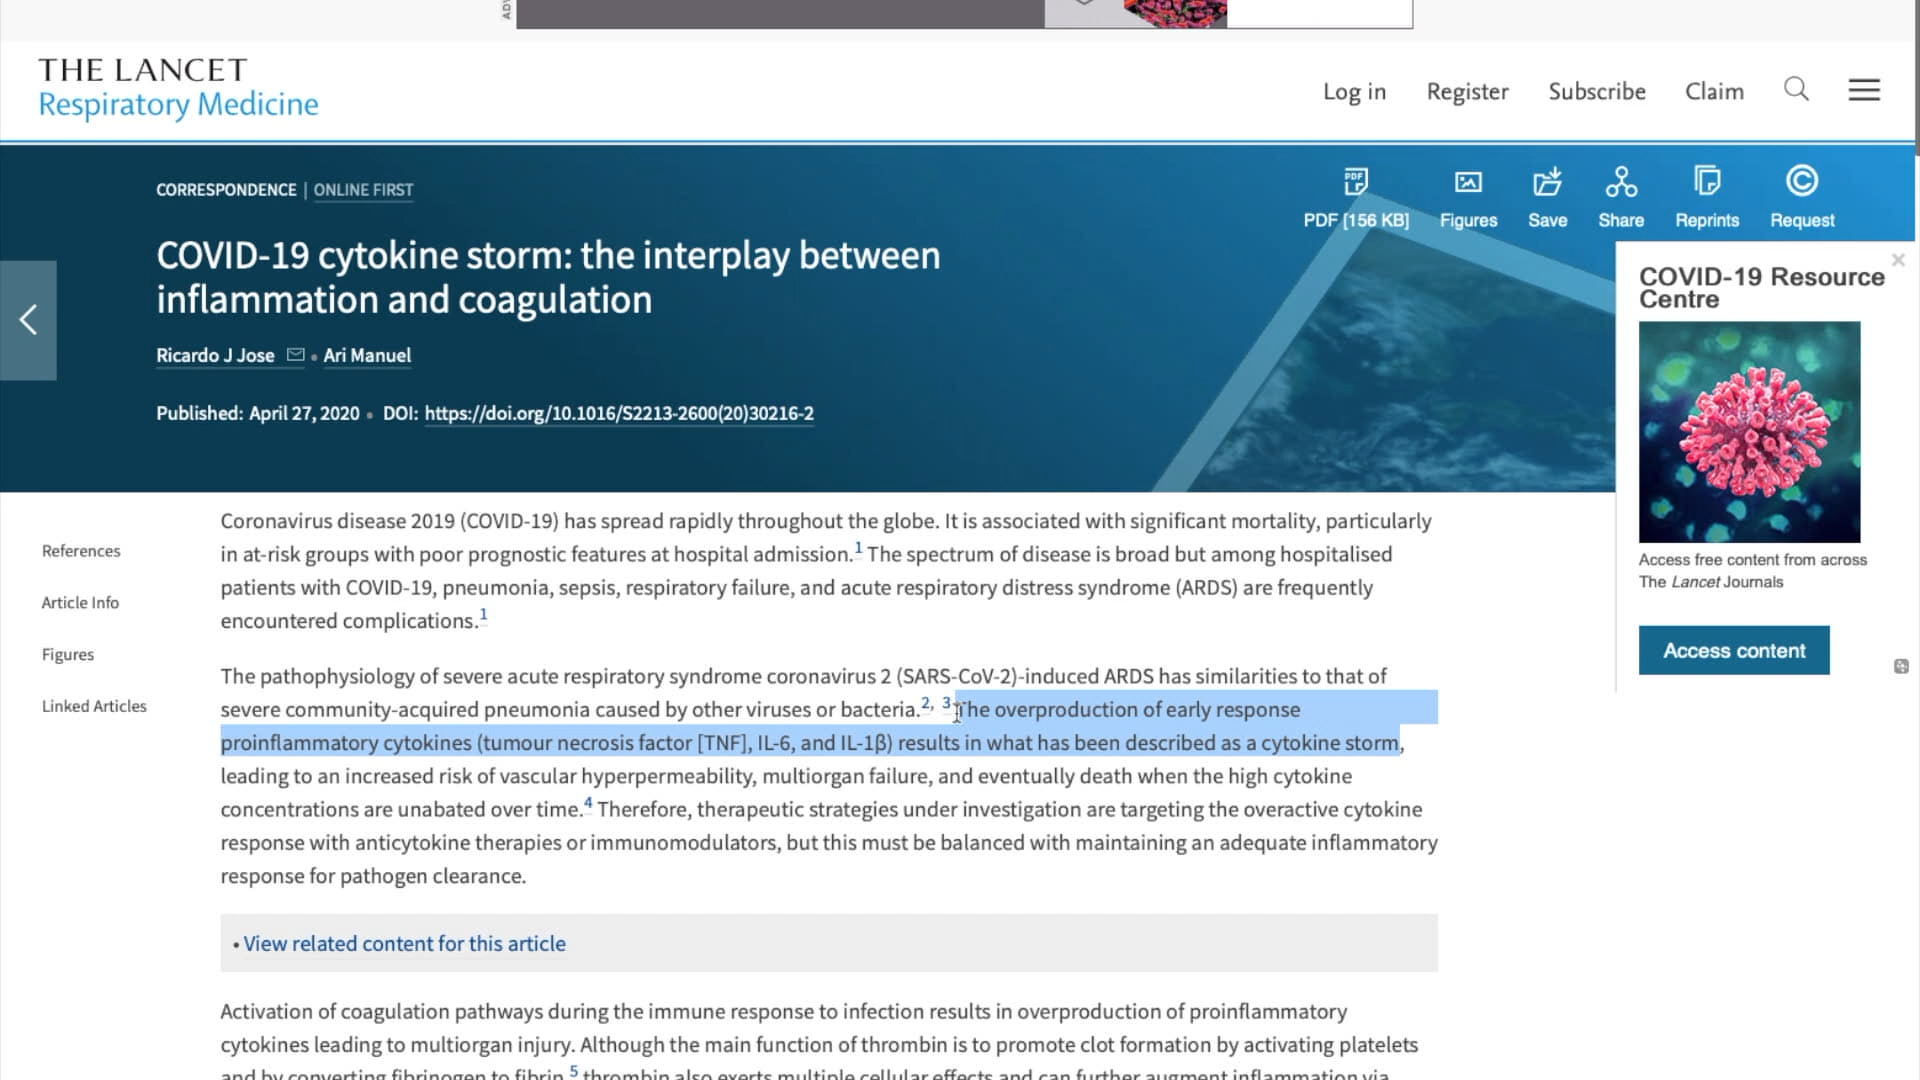 THE LANCET
Respiratory Medicine
Log in
Register
Subscribe
Claim
CORRESPONDENCE | ONLINE FIRST
PDF
PDF [156 KB]
Figures
Save
Share
Reprints
Request
COVID-19 cytokine storm: the interplay between
inflammation and coagulation
Ricardo J Jose • Ari Manuel
Published: April 27, 2020 • DOI: https://doi.org/10.1016/S2213-2600(20)30216-2
COVID-19 Resource
Centre
Access free content from across
The Lancet Journals
Access content
References
Article Info
Figures
Linked Articles
Coronavirus disease 2019 (COVID-19) has spread rapidly throughout the globe. It is associated with significant mortality, particularly
in at-risk groups with poor prognostic features at hospital admission.1 The spectrum of disease is broad but among hospitalised
patients with COVID-19, pneumonia, sepsis, respiratory failure, and acute respiratory distress syndrome (ARDS) are frequently
encountered complications.1
The pathophysiology of severe acute respiratory syndrome coronavirus 2 (SARS-CoV-2)-induced ARDS has similarities to that of
severe community-acquired pneumonia caused by other viruses or bacteria.2, 3 The overproduction of early response
proinflammatory cytokines (tumour necrosis factor [TNF], IL-6, and IL-1β) results in what has been described as a cytokine storm,
leading to an increased risk of vascular hyperpermeability, multiorgan failure, and eventually death when the high cytokine
concentrations are unabated over time.4 Therefore, therapeutic strategies under investigation are targeting the overactive cytokine
response with anticytokine therapies or immunomodulators, but this must be balanced with maintaining an adequate inflammatory
response for pathogen clearance.
• View related content for this article
Activation of coagulation pathways during the immune response to infection results in overproduction of proinflammatory
cytokines leading to multiorgan injury. Although the main function of thrombin is to promote clot formation by activating platelets
and by converting fibrinogen to fibrin,5 thrombin also exerts multiple cellular effects and can further augment inflammation via